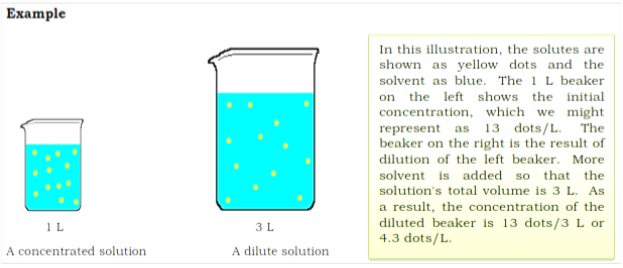 Example
1 L
A concentrated solution
3 L
A dilute solution
In this illustration, the solutes are
shown as yellow dots and the
solvent as blue. The 1 L beaker
on the left shows the initial
concentration, which we might
represent as 13 dots/L. The
beaker on the right is the result of
dilution of the left beaker. More
solvent is added so that the
solution's total volume is 3 L. As
a result, the concentration of the
diluted beaker is 13 dots/3 L or
4.3 dots/L.